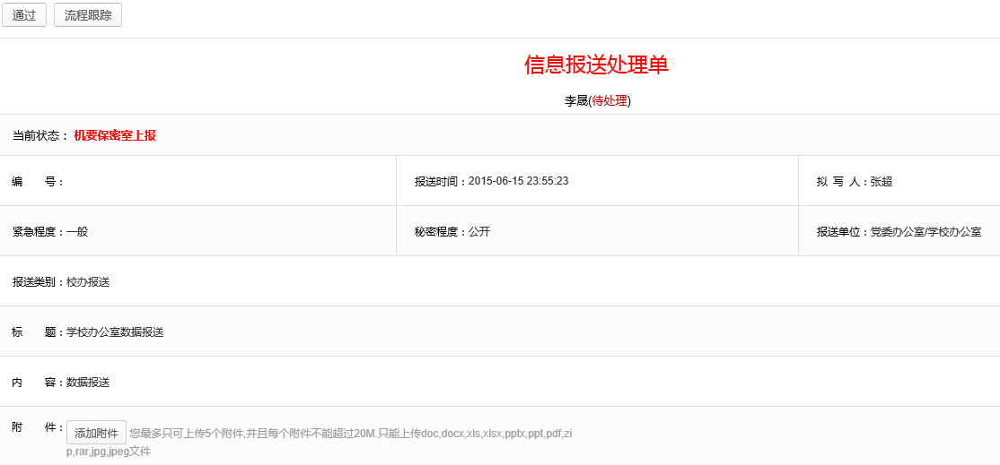 通过 流程跟踪
信息报送处理单
李晟(待处理)
当前状态： 机要保密室上报
编 号： 报送时间：2015-06-15 23:55:23 拟 写 人：张超
紧急程度：一般 秘密程度：公开 报送单位：党委办公室/学校办公室
报送类别：校办报送
标 题：学校办公室数据报送
内 容：数据报送
附 件： 添加附件 您最多只可上传5个附件,并且每个附件不能超过20M.只能上传doc,docx,xls,xlsx,pptx,ppt,pdf,zi
p,rar,jpg,jpeg文件